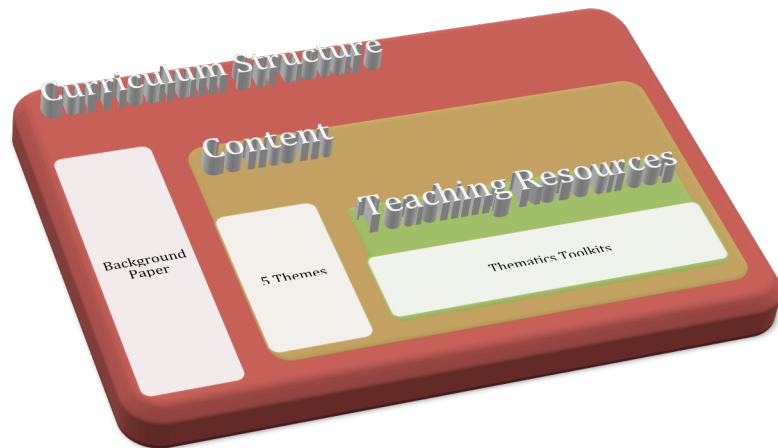 Curriculum Structure
Content
Teaching Resources
Background
Paper
5 Themes
Thematics Toolkits